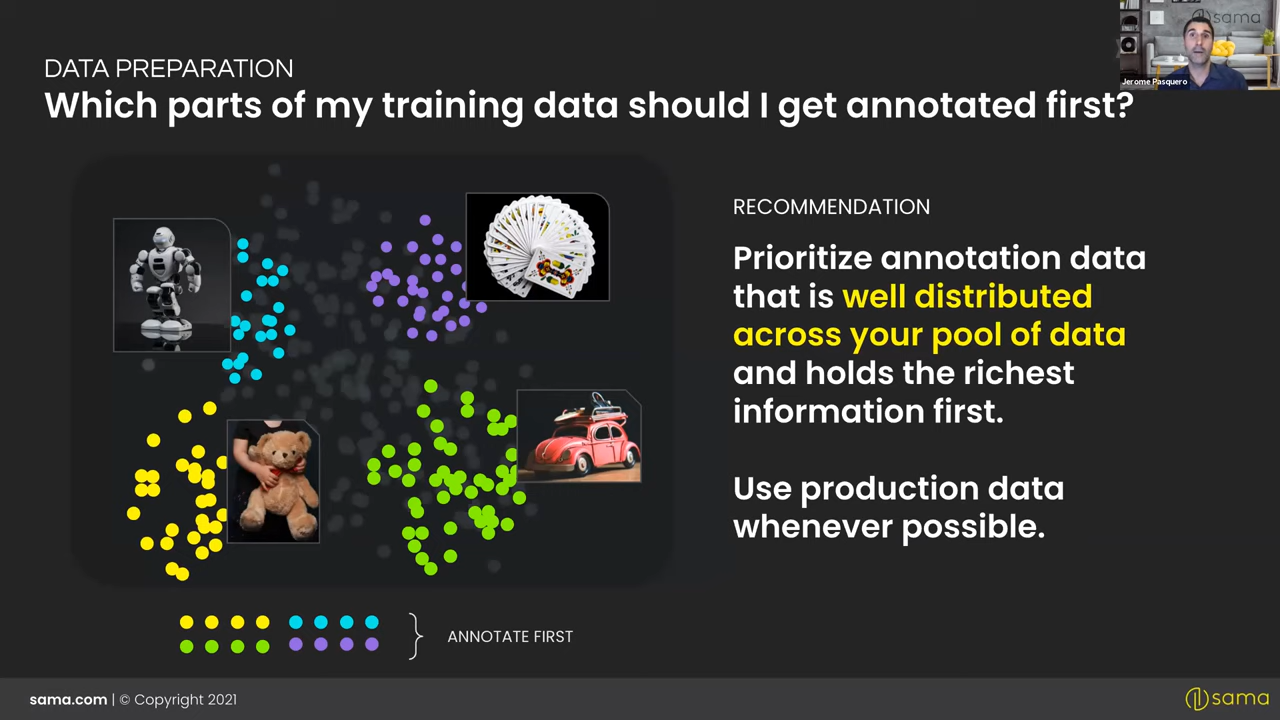 sama
Jerome Pasquero
DATA PREPARATION
Which parts of my training data should I get annotated first?
RECOMMENDATION
Prioritize annotation data
that is well distributed
across your pool of data
and holds the richest
information first.
Use production data
whenever possible.
ANNOTATE FIRST
sama.com | © Copyright 2021
sama